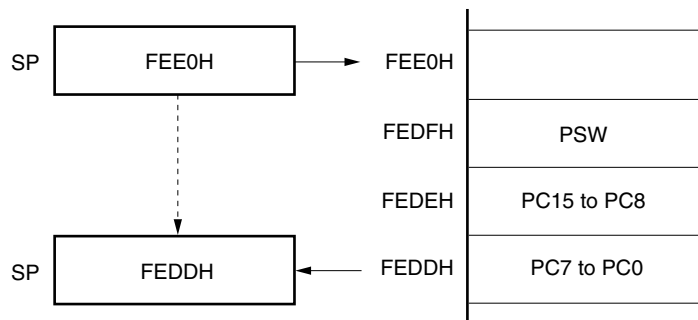 SP FEE0H FEE0H
FEDFH PSW
FEDEH PC15 to PC8
SP FEDDH FEDDH PC7 to PC0